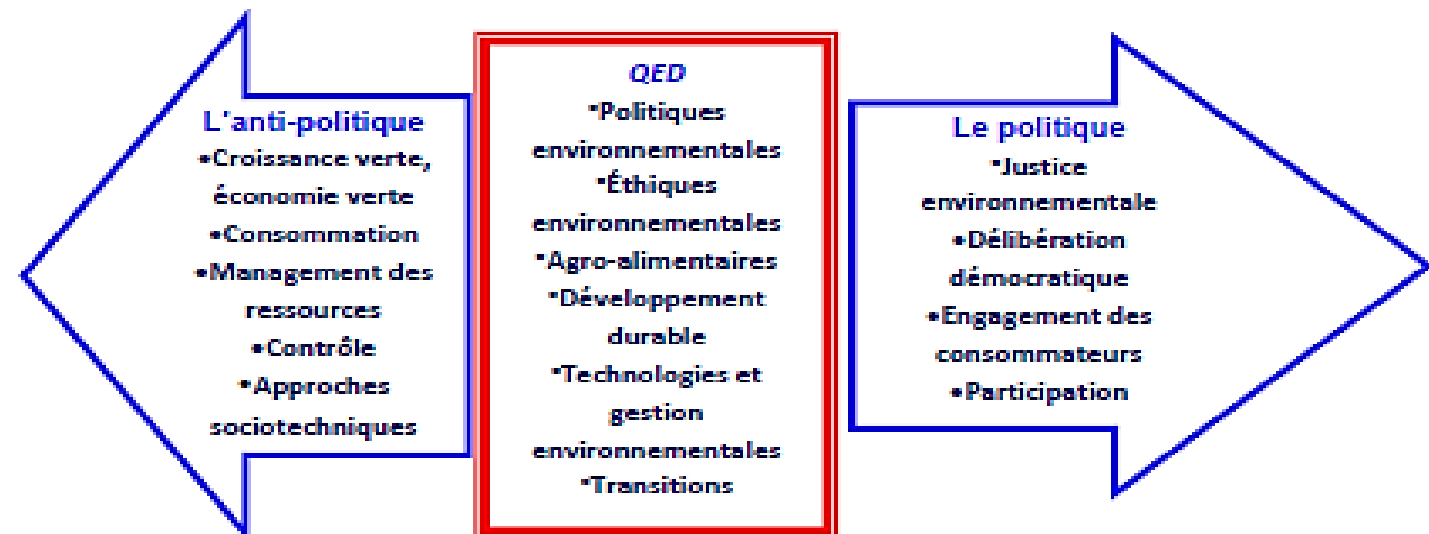 L'anti-politique
•Croissance verte,
économie verte
•Consommation
•Management des
ressources
•Contrôle
•Approches
sociotechniques
QED
▪Politiques
environnementales
▪Éthiques
environnementales
▪Agro-alimentaires
▪Développement
durable
▪Technologies et
gestion
environnementales
▪Transitions
Le politique
▪Justice
environnementale
•Délibération
démocratique
•Engagement des
consommateurs
•Participation